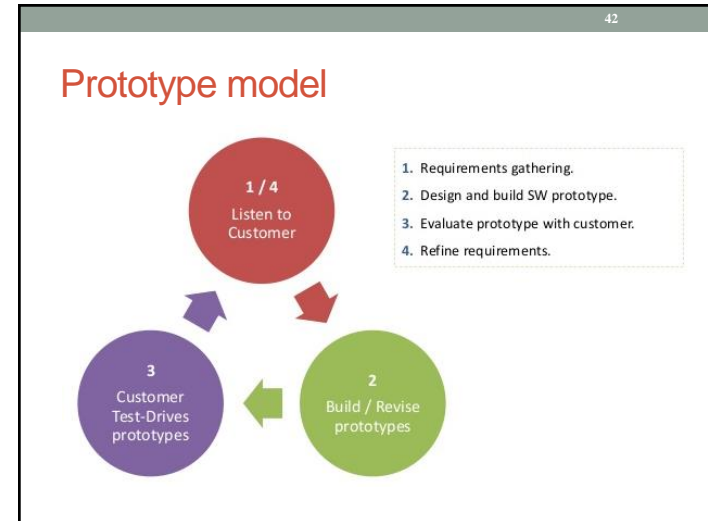 42
Prototype model
1 / 4
Listen to
Customer
1. Requirements gathering.
2. Design and build SW prototype.
3. Evaluate prototype with customer.
4. Refine requirements.
3
Customer
Test-Drives
prototypes
2
Build / Revise
prototypes